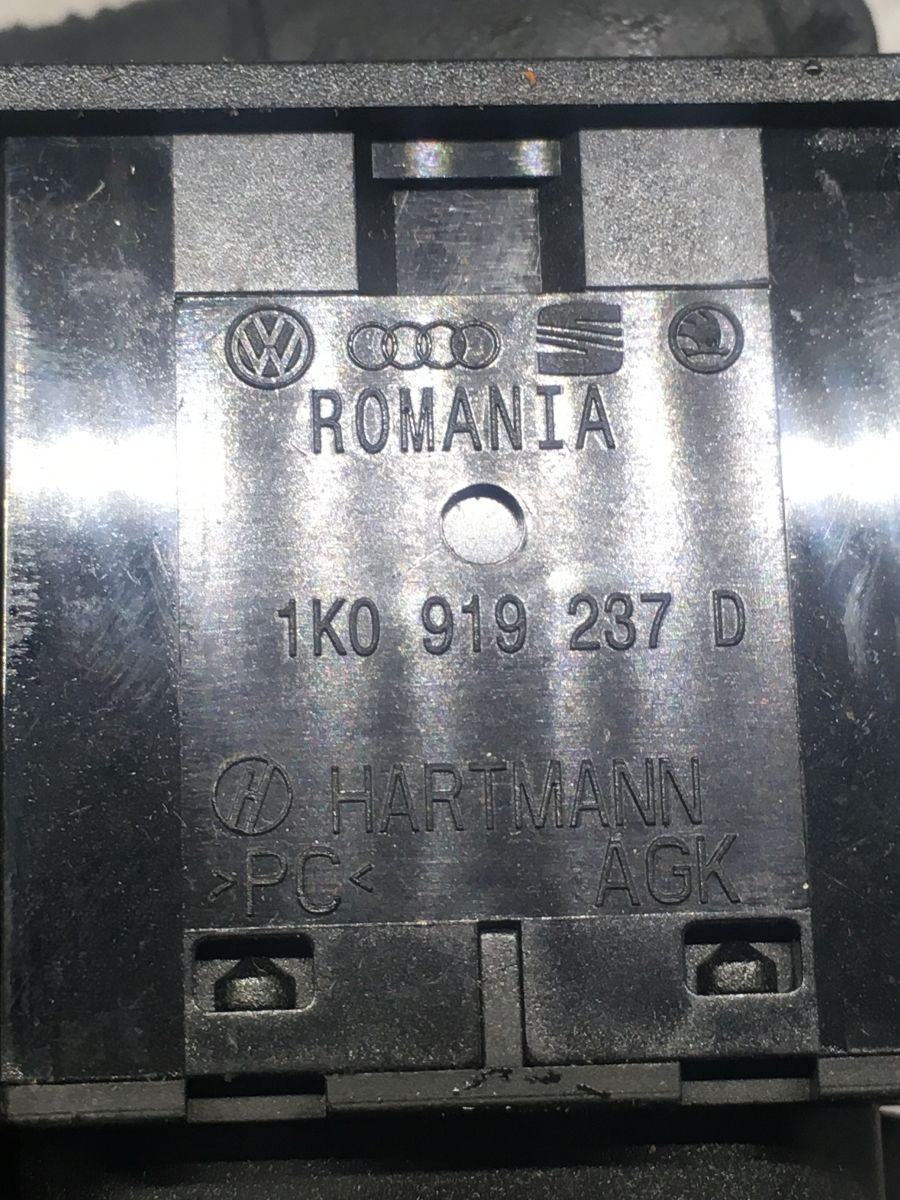 ROMANIA
1K0 919 237 D
HARTMANN
>PC< AGK